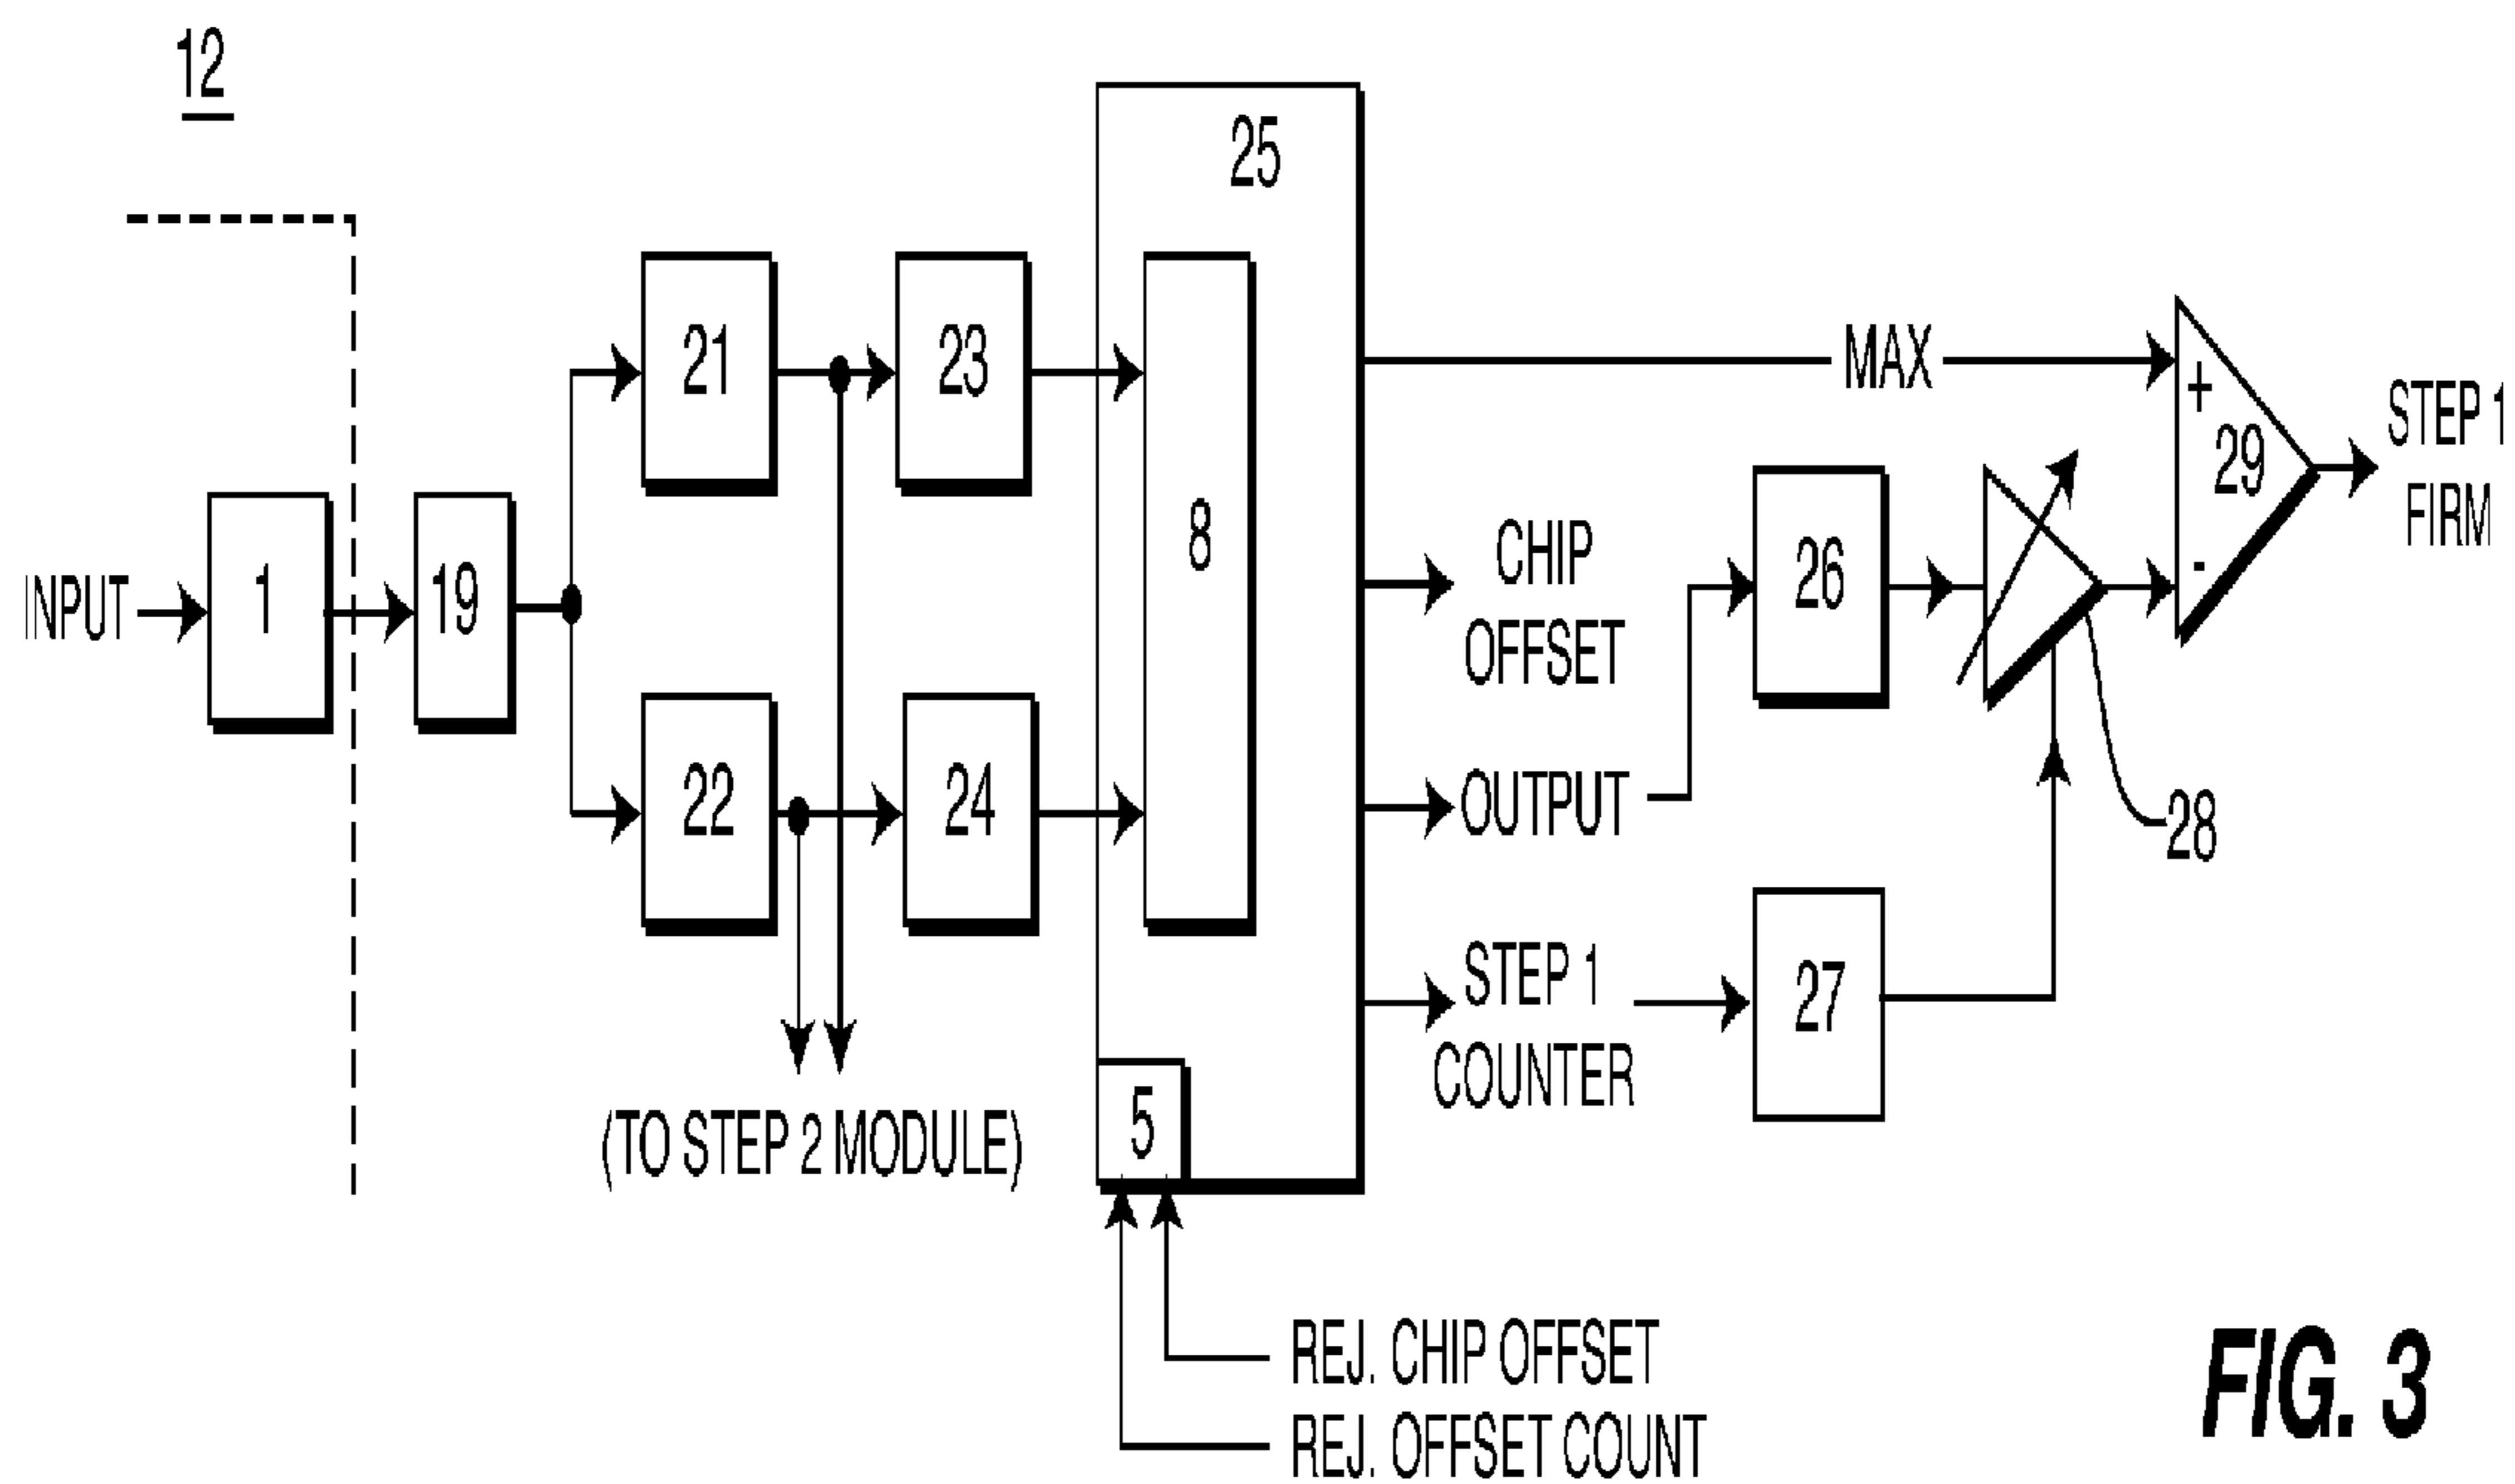 12
25
21
23
MAX
+
29
STEP 1
FIRM
8
CHIP
OFFSET
26
-
INPUT
1
19
22
24
OUTPUT
28
STEP 1
COUNTER
27
5
(TO STEP 2 MODULE)
REJ. CHIP OFFSET
REJ. OFFSET COUNT
FIG. 3